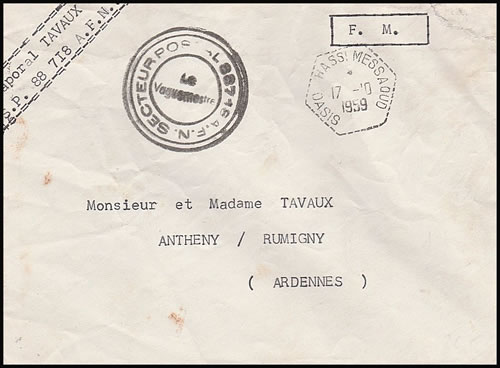 Caporal TAVAUX
S.P. 88 718 A.F.N.
F. M.
SECTEUR POSTAL 88718 A.F.N.
Le
Vaguemestre
HASSI MESSAOUD
17 -10
1959
OASIS
Monsieur et Madame TAVAUX
ANTHENY / RUMIGNY
( ARDENNES )